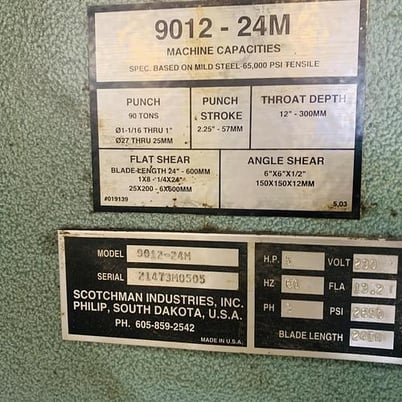 9012 - 24M
MACHINE CAPACITIES
SPEC. BASED ON MILD STEEL-65,000 PSI TENSILE
PUNCH
90 TONS
Ø1-1/16 THRU 1"
Ø27 THRU 25MM
PUNCH
STROKE
2.25" - 57MM
THROAT DEPTH
12" - 300MM
FLAT SHEAR
BLADE LENGTH 24" - 600MM
1X8 - 1/4X24"
25X200 - 6X600MM
#019139
ANGLE SHEAR
6"X6"X1/2"
150X150X12MM
5,03
MODEL 9012-24M
SERIAL 21473M0505
SCOTCHMAN INDUSTRIES, INC.
PHILIP, SOUTH DAKOTA, U.S.A.
PH. 605-859-2542
MADE IN U.S.A.
H.P. VOLT
HZ FLA
PH PSI
BLADE LENGTH